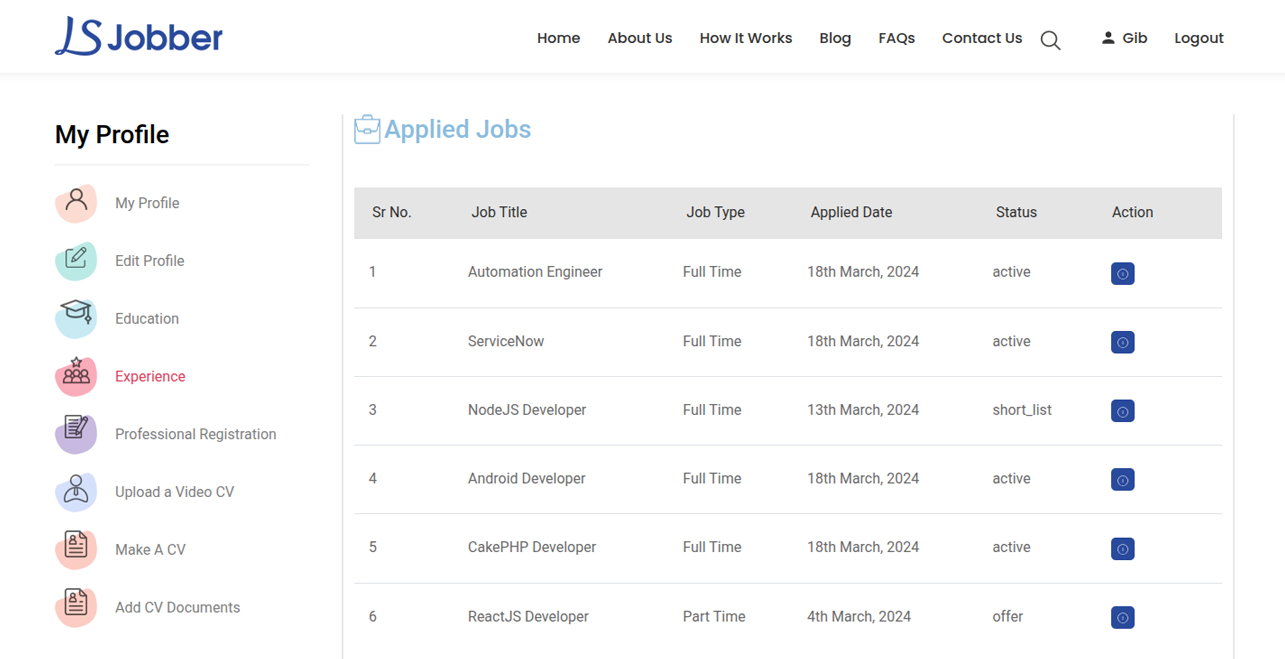 LS Jobber
Home About Us How It Works Blog FAQs Contact Us Gib Logout
My Profile
My Profile
Edit Profile
Education
Experience
Professional Registration
Upload a Video CV
Make A CV
Add CV Documents
Applied Jobs
Sr No. Job Title Job Type Applied Date Status Action
1 Automation Engineer Full Time 18th March, 2024 active
2 ServiceNow Full Time 18th March, 2024 active
3 NodeJS Developer Full Time 13th March, 2024 short_list
4 Android Developer Full Time 18th March, 2024 active
5 CakePHP Developer Full Time 18th March, 2024 active
6 ReactJS Developer Part Time 4th March, 2024 offer